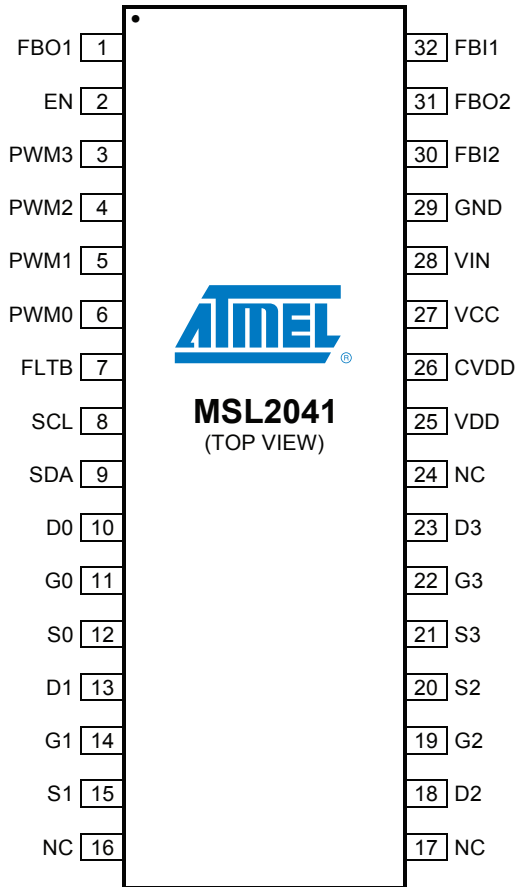 FBO1 1 32 FBI1
EN 2 31 FBO2
PWM3 3 30 FBI2
PWM2 4 29 GND
PWM1 5 28 VIN
PWM0 6 27 VCC
ATMEL ®
FLTB 7 26 CVDD
MSL2041
SCL 8 25 VDD
(TOP VIEW)
SDA 9 24 NC
D0 10 23 D3
G0 11 22 G3
S0 12 21 S3
D1 13 20 S2
G1 14 19 G2
S1 15 18 D2
NC 16 17 NC